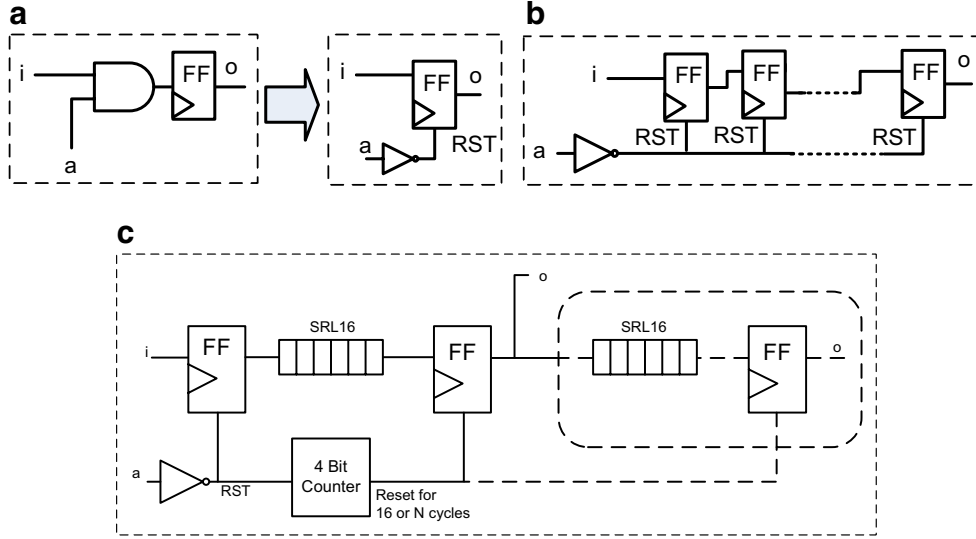 a
i
FF
o
a
i
FF
o
a
RST
b
i
FF
FF
FF
o
RST
RST
RST
a
c
o
SRL16
SRL16
i
FF
FF
FF
o
a
RST
4 Bit
Counter
Reset for
16 or N cycles